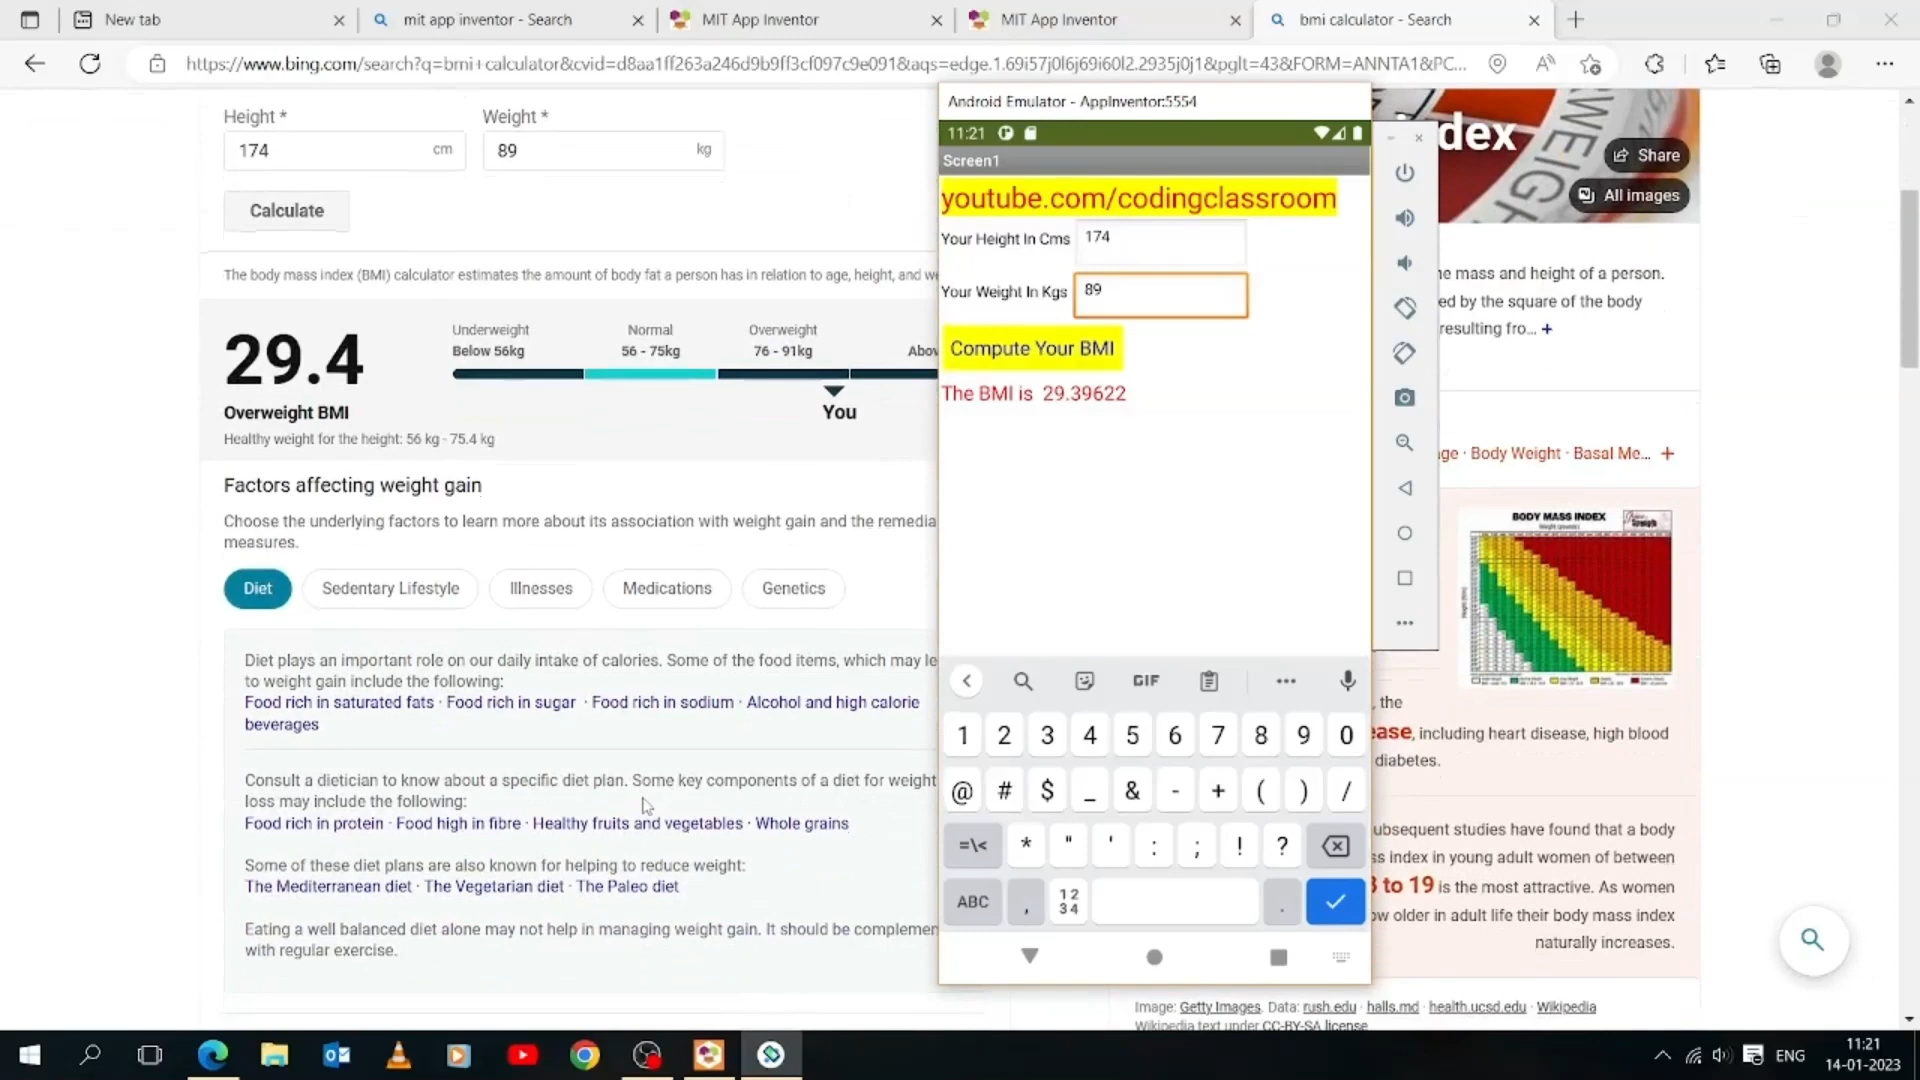 New tab
mit app inventor - Search
MIT App Inventor
MIT App Inventor
bmi calculator - Search
https://www.bing.com/search?q=bmi+calculator&cvid=d8aa1ff263a246d9b9ff3cf097c9e091&aqs=edge.1.69i57j0l6j69i60l2.2935j0j1&pglt=43&FORM=ANNTA1&PC...
Height *
Weight *
174 cm
89 kg
Calculate
The body mass index (BMI) calculator estimates the amount of body fat a person has in relation to age, height, and we
29.4
Overweight BMI
Healthy weight for the height: 56 kg - 75.4 kg
Underweight
Below 56kg
Normal
56 - 75kg
Overweight
76 - 91kg
Abov
You
Factors affecting weight gain
Choose the underlying factors to learn more about its association with weight gain and the remedia
measures.
Diet
Sedentary Lifestyle
Illnesses
Medications
Genetics
Diet plays an important role on our daily intake of calories. Some of the food items, which may le
to weight gain include the following:
Food rich in saturated fats · Food rich in sugar · Food rich in sodium · Alcohol and high calorie
beverages
Consult a dietician to know about a specific diet plan. Some key components of a diet for weight
loss may include the following:
Food rich in protein · Food high in fibre · Healthy fruits and vegetables · Whole grains
Some of these diet plans are also known for helping to reduce weight:
The Mediterranean diet · The Vegetarian diet · The Paleo diet
Eating a well balanced diet alone may not help in managing weight gain. It should be complemen
with regular exercise.
Android Emulator - AppInventor:5554
11:21
Screen1
youtube.com/codingclassroom
Your Height In Cms 174
Your Weight In Kgs 89
Compute Your BMI
The BMI is 29.39622
GIF
1 2 3 4 5 6 7 8 9 0
@ # $ _ & - + ( ) /
=\< * " ' : ; ! ?
ABC , 1 2 3 4 .
dex
WEIG
Share
All images
he mass and height of a person.
ed by the square of the body
resulting fro... +
ge · Body Weight · Basal Me... +
BODY MASS INDEX
, the
ease, including heart disease, high blood
diabetes.
ubsequent studies have found that a body
ss index in young adult women of between
8 to 19 is the most attractive. As women
ow older in adult life their body mass index
naturally increases.
Image: Getty Images. Data: rush.edu · halls.md · health.ucsd.edu · Wikipedia
Wikipedia text under CC-BY-SA license
ENG
11:21
14-01-2023